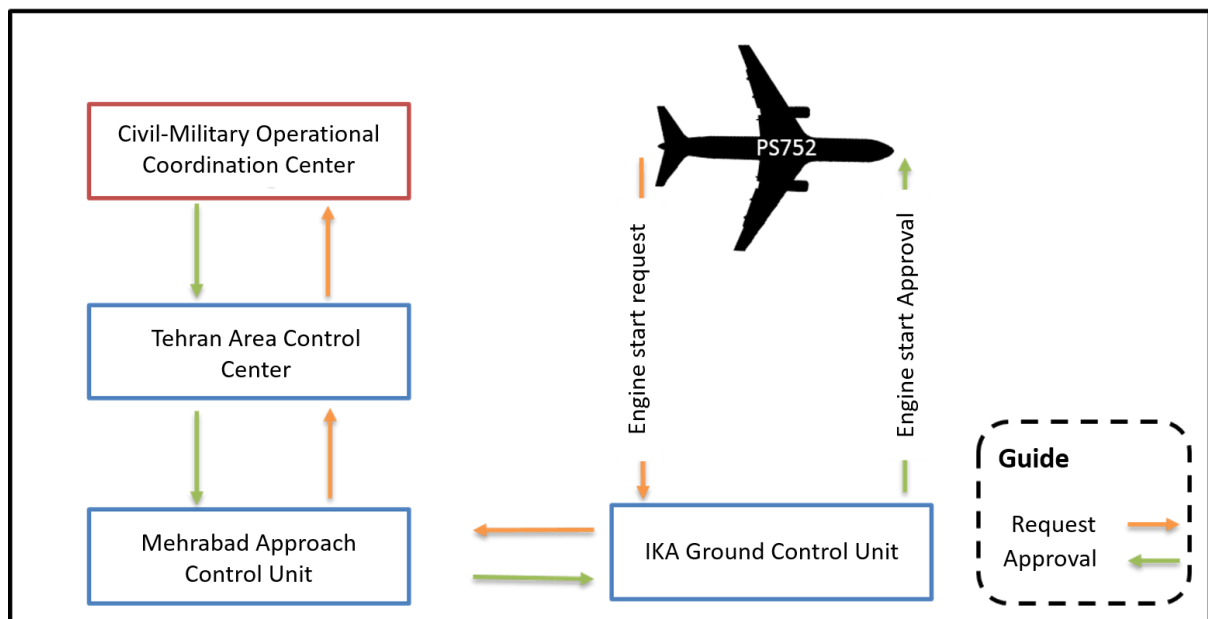 Civil-Military Operational
Coordination Center
PS752
Engine start request
Engine start Approval
Tehran Area Control
Center
Mehrabad Approach
Control Unit
IKA Ground Control Unit
Guide
Request
Approval